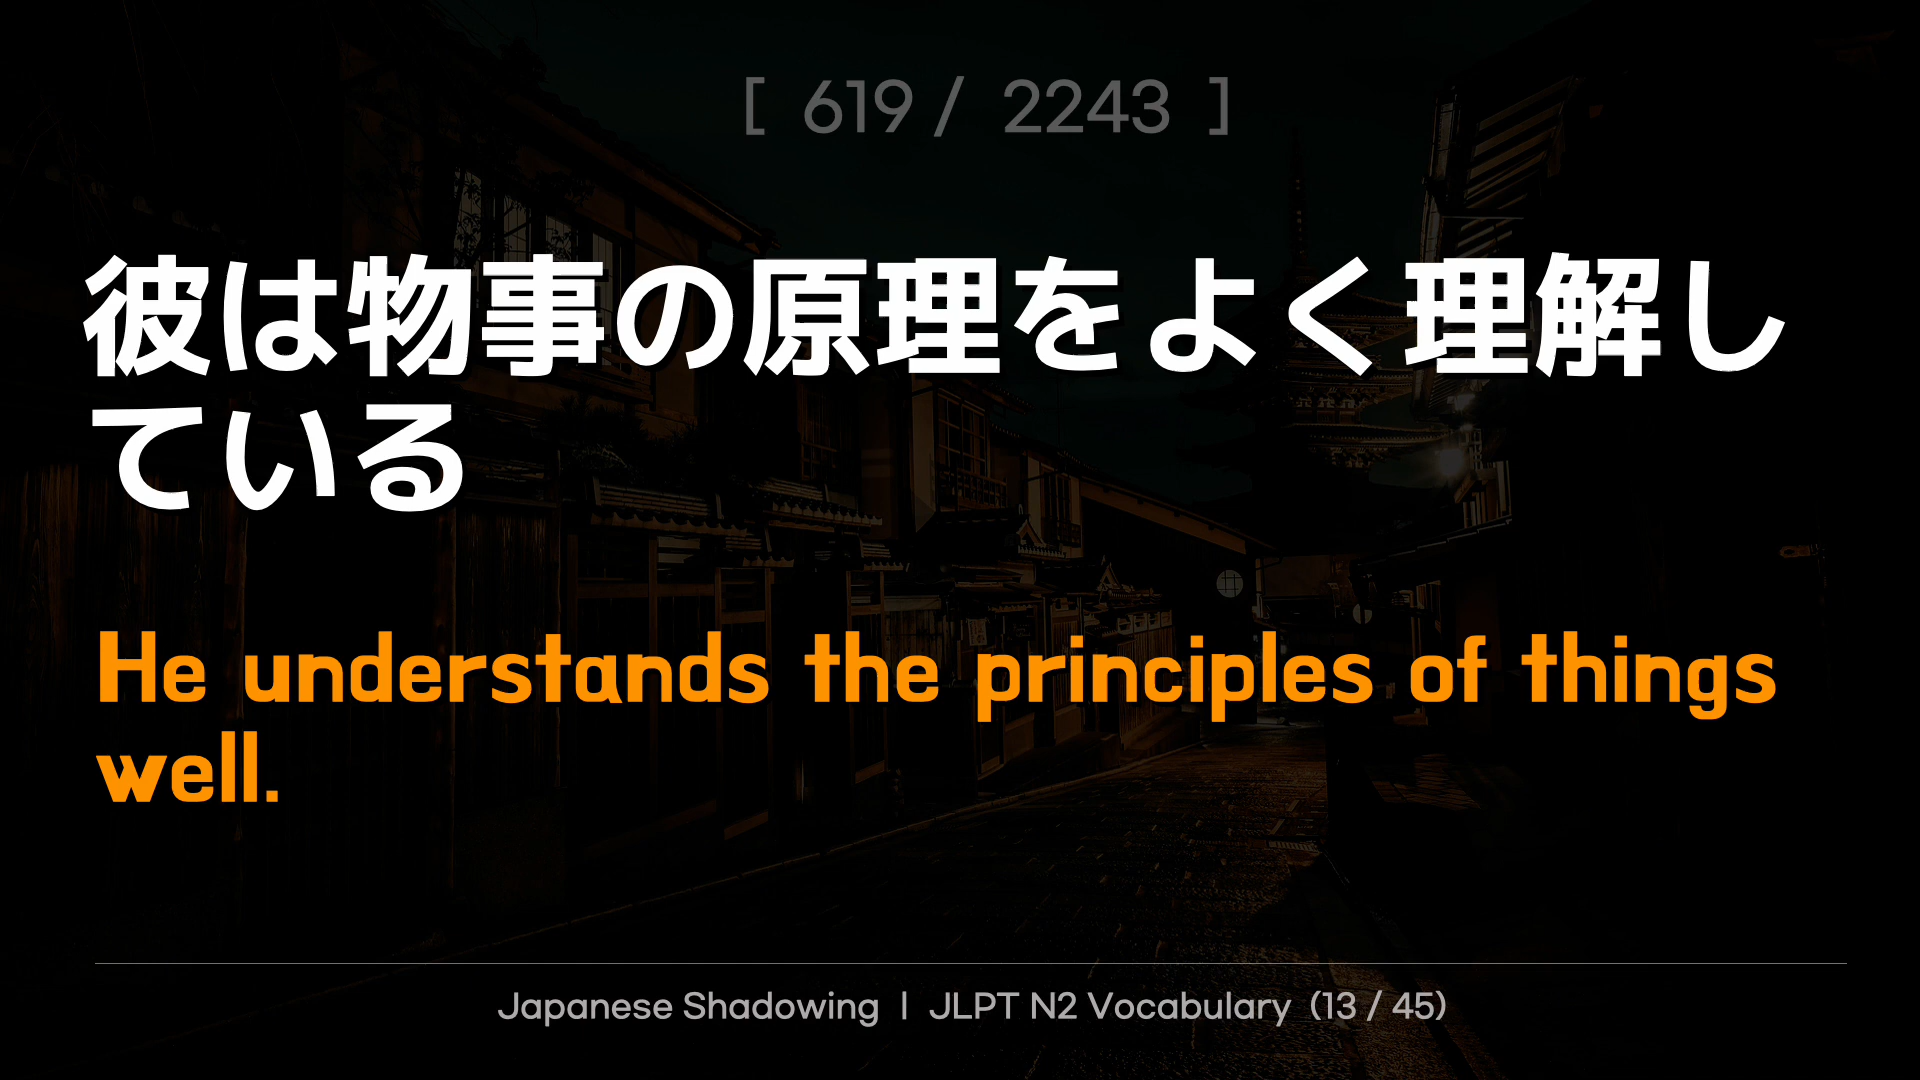 [ 619 / 2243 ]
彼は物事の原理をよく理解し
ている
He understands the principles of things
well.
Japanese Shadowing | JLPT N2 Vocabulary (13 / 45)